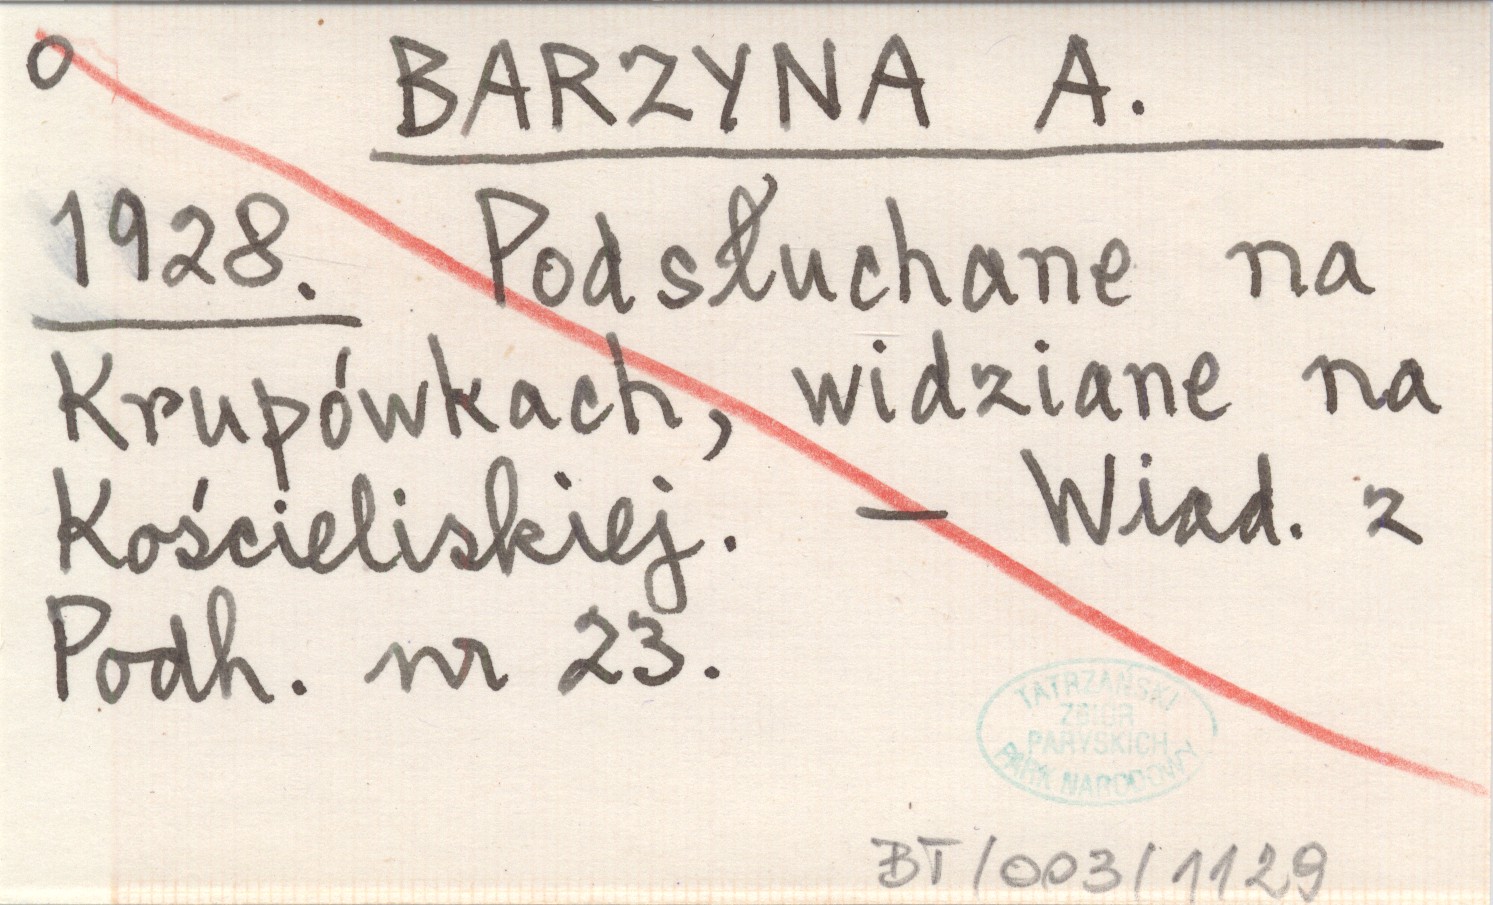 o BARZYNA A.
1928. Podsłuchane na
Krupówkach, widziane na
Kościeliskiej. — Wiad. z
Podh. nr 23.
TATRZAŃSKI
ZBIÓR
PARYSKICH
PARK NARODOWY
BT/003/1129